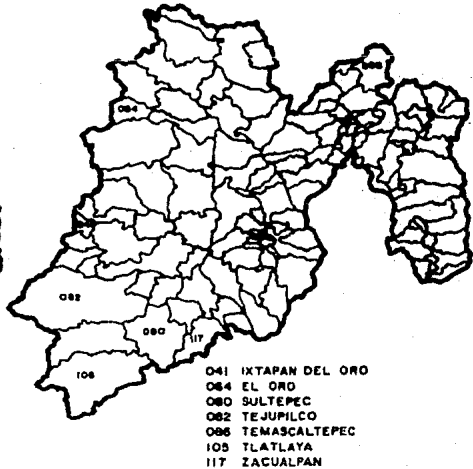 064
082
080
117
105
041 IXTAPAN DEL ORO
064 EL ORO
080 SULTEPEC
082 TEJUPILCO
086 TEMASCALTEPEC
105 TLATLAYA
117 ZACUALPAN